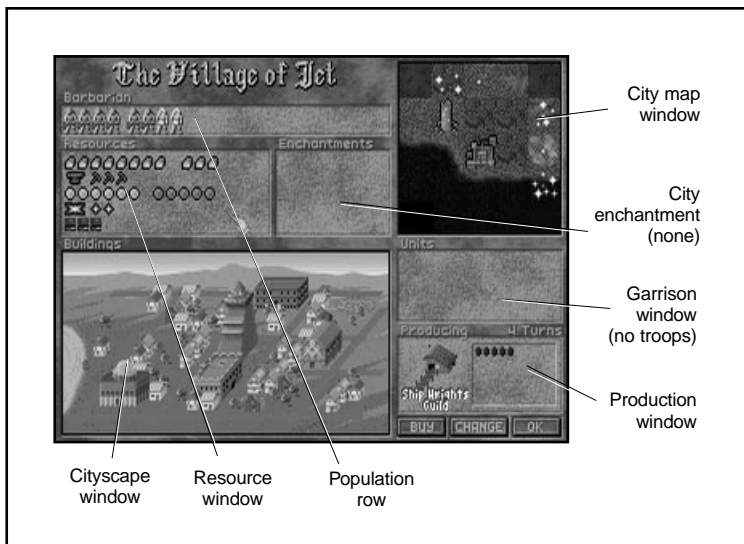 The Village of Jet
Barbarian
Resources
Enchantments
Buildings
Units
Producing 4 Turns
Ship Wrights
Guild
BUY CHANGE OK
City map
window
City
enchantment
(none)
Garrison
window
(no troops)
Production
window
Cityscape
window
Resource
window
Population
row